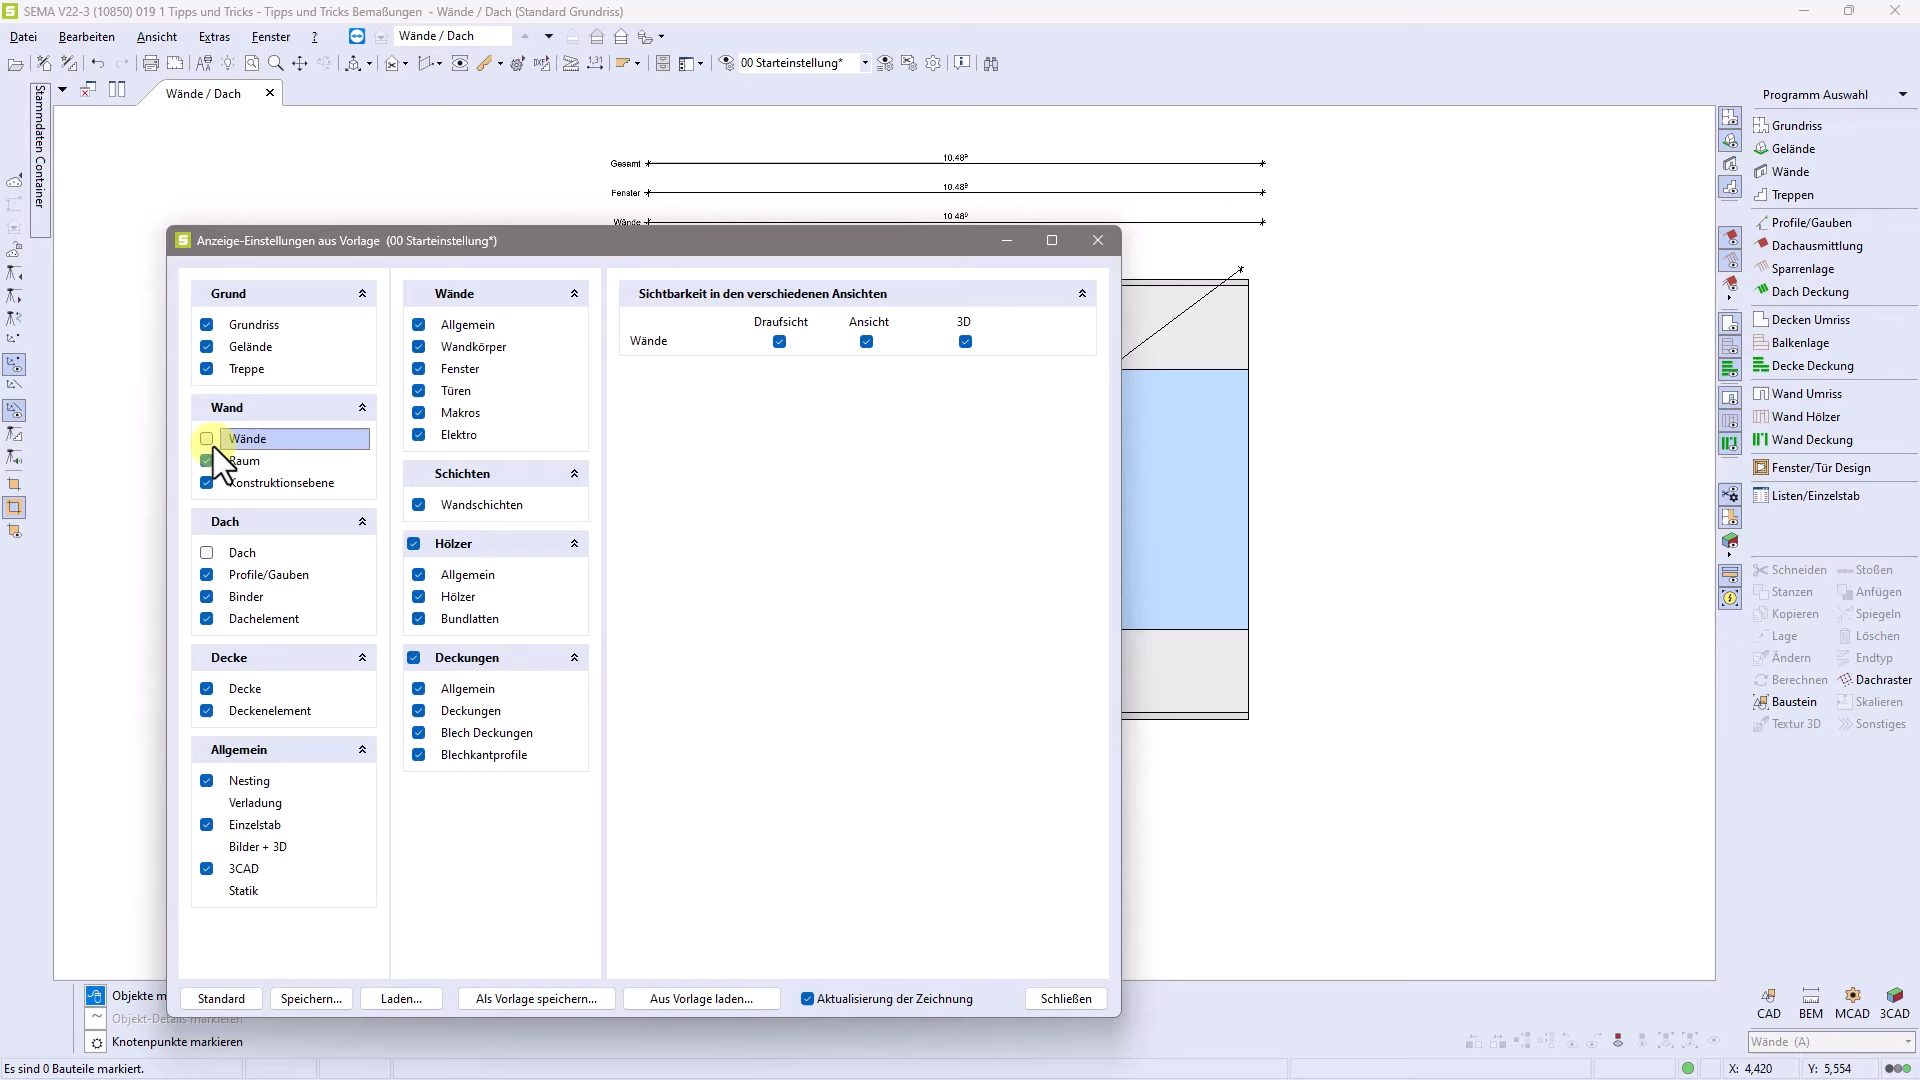 SEMA V22-3 (10850) 019 1 Tipps und Tricks - Tipps und Tricks Bemaßungen - Wände / Dach (Standard Grundriss)
Datei Bearbeiten Ansicht Extras Fenster ? Wände / Dach
00 Starteinstellung*
Wände / Dach
Stammdaten Container
Gesamt 10.48⁹
Fenster 10.48⁹
Wände 10.48⁹
Anzeige-Einstellungen aus Vorlage (00 Starteinstellung*)
Grund
Grundriss
Gelände
Treppe
Wand
Wände
Raum
Konstruktionsebene
Dach
Dach
Profile/Gauben
Binder
Dachelement
Decke
Decke
Deckenelement
Allgemein
Nesting
Verladung
Einzelstab
Bilder + 3D
3CAD
Statik
Wände
Allgemein
Wandkörper
Fenster
Türen
Makros
Elektro
Schichten
Wandschichten
Hölzer
Allgemein
Hölzer
Bundlatten
Deckungen
Allgemein
Deckungen
Blech Deckungen
Blechkantprofile
Sichtbarkeit in den verschiedenen Ansichten
Draufsicht Ansicht 3D
Wände
Standard Speichern... Laden... Als Vorlage speichern... Aus Vorlage laden... Aktualisierung der Zeichnung Schließen
Programm Auswahl
Grundriss
Gelände
Wände
Treppen
Profile/Gauben
Dachausmittlung
Sparrenlage
Dach Deckung
Decken Umriss
Balkenlage
Decke Deckung
Wand Umriss
Wand Hölzer
Wand Deckung
Fenster/Tür Design
Listen/Einzelstab
Schneiden Stoßen
Stanzen Anfügen
Kopieren Spiegeln
Lage Löschen
Ändern Endtyp
Berechnen Dachraster
Baustein Skalieren
Textur 3D Sonstiges
CAD BEM MCAD 3CAD
Wände (A)
Objekte m
Objekt-Details markieren
Knotenpunkte markieren
Es sind 0 Bauteile markiert.
X: 4,420 Y: 5,554